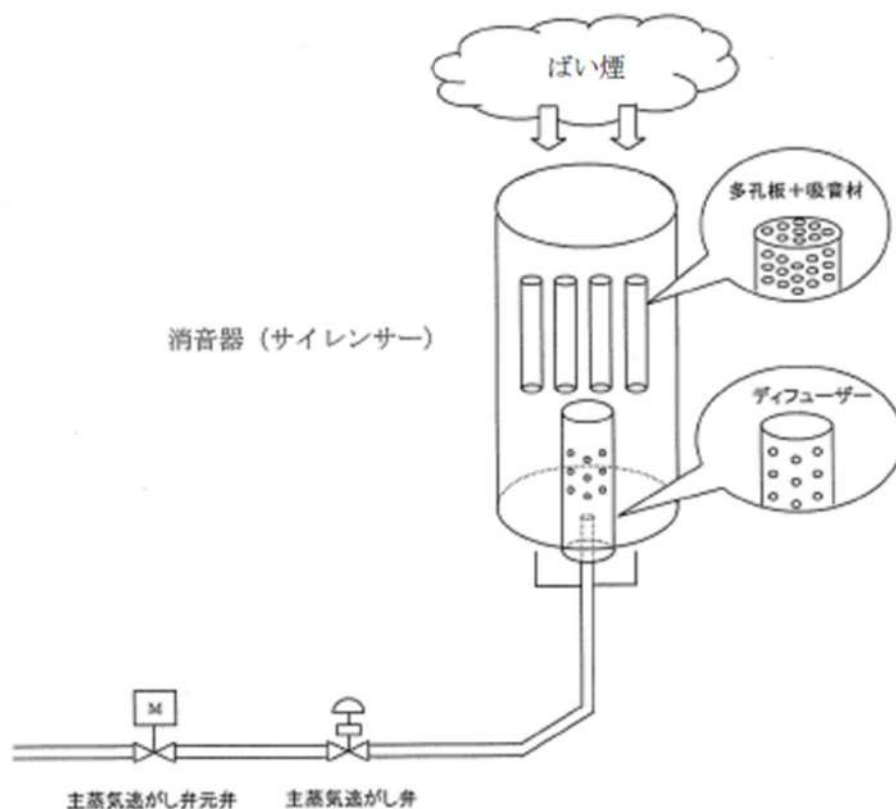 ばい煙
多孔板＋吸音材
消音器（サイレンサー）
ディフューザー
M
主蒸気逃がし弁元弁
主蒸気逃がし弁